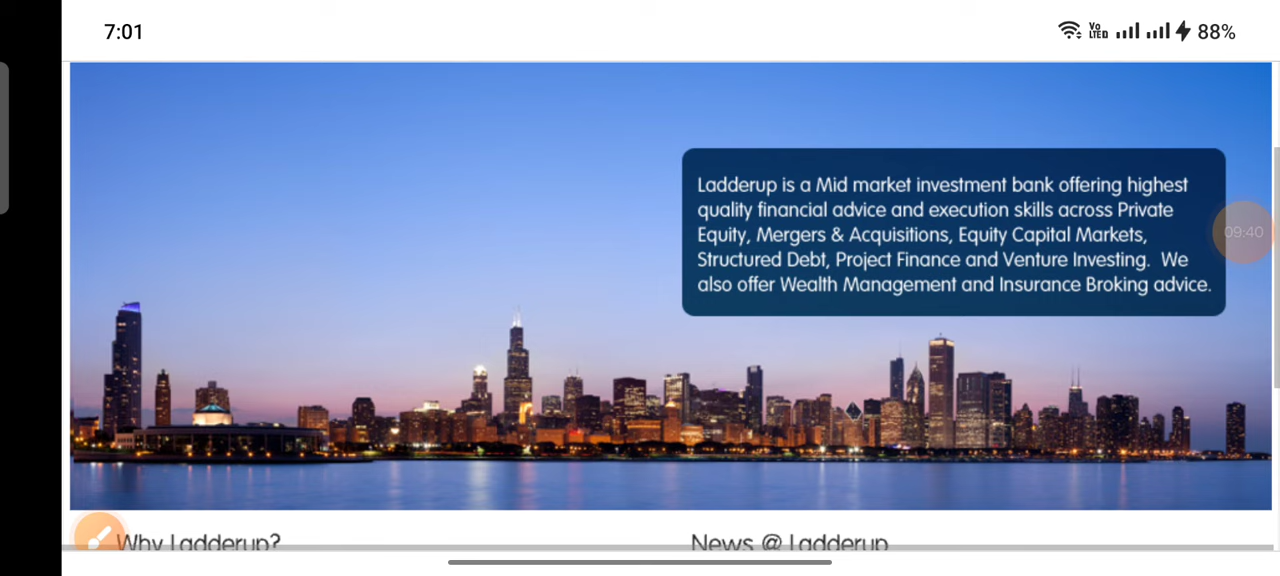 7:01
Vo LTED 88%
Ladderup is a Mid market investment bank offering highest
quality financial advice and execution skills across Private
Equity, Mergers & Acquisitions, Equity Capital Markets,
Structured Debt, Project Finance and Venture Investing. We
also offer Wealth Management and Insurance Broking advice.
09:40
Why Ladderup?
News @ Ladderup